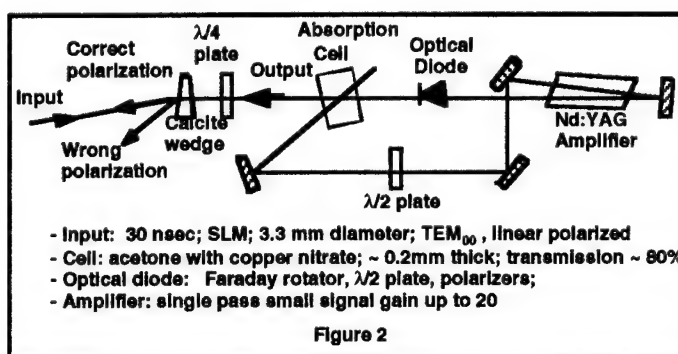 Correct
polarization
λ/4
plate
Absorption
Cell
Optical
Diode
Input
Output
Calcite
wedge
Wrong
polarization
Nd:YAG
Amplifier
λ/2 plate
- Input: 30 nsec; SLM; 3.3 mm diameter; TEM₀₀ , linear polarized
- Cell: acetone with copper nitrate; ~ 0.2mm thick; transmission ~ 80%
- Optical diode: Faraday rotator, λ/2 plate, polarizers;
- Amplifier: single pass small signal gain up to 20
Figure 2